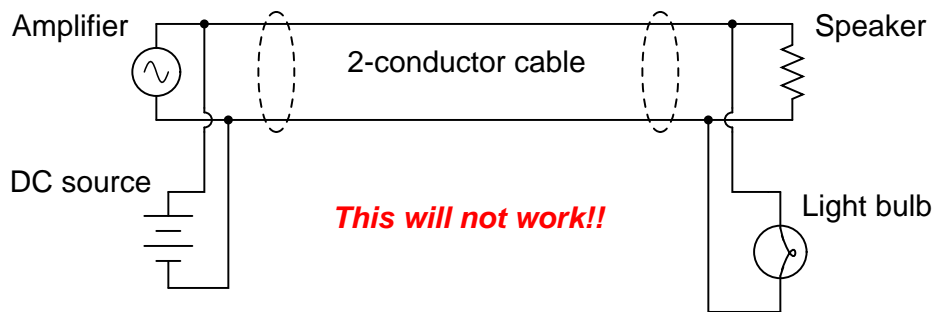 Amplifier
Speaker
2-conductor cable
DC source
This will not work!!
Light bulb